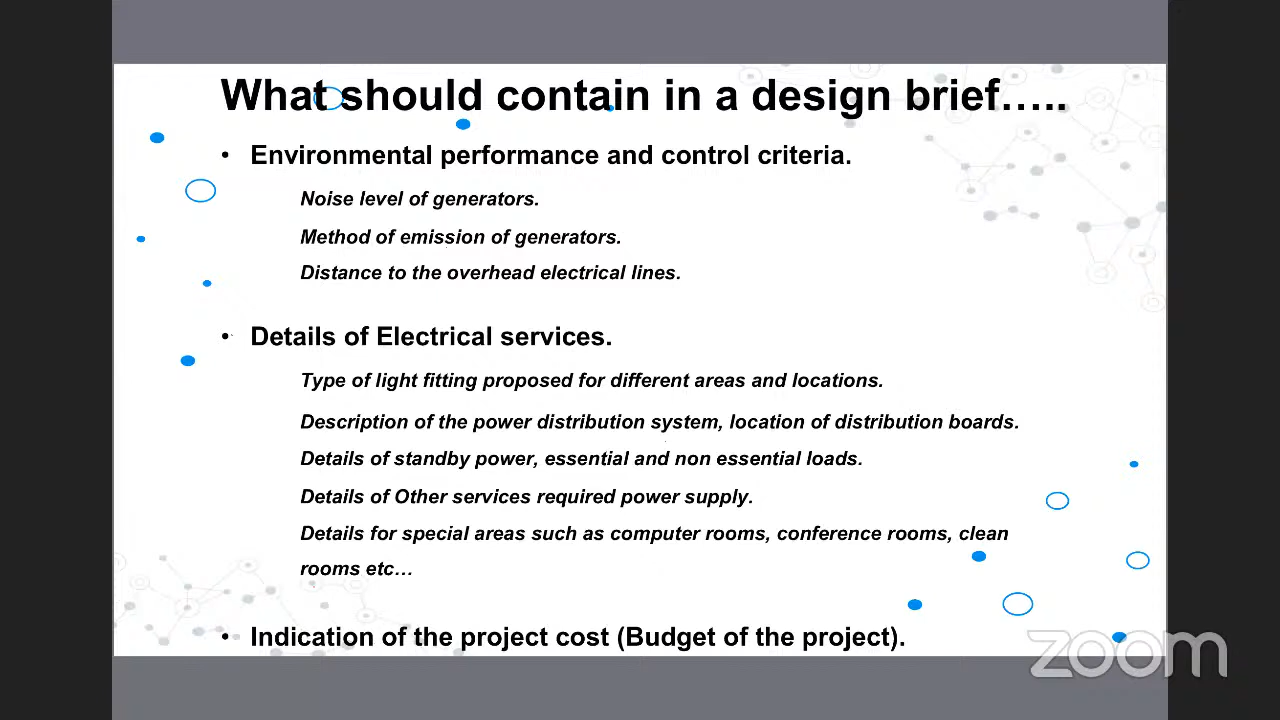 What should contain in a design brief…..
• Environmental performance and control criteria.
Noise level of generators.
Method of emission of generators.
Distance to the overhead electrical lines.
• Details of Electrical services.
Type of light fitting proposed for different areas and locations.
Description of the power distribution system, location of distribution boards.
Details of standby power, essential and non essential loads.
Details of Other services required power supply.
Details for special areas such as computer rooms, conference rooms, clean
rooms etc…
• Indication of the project cost (Budget of the project).
zoom